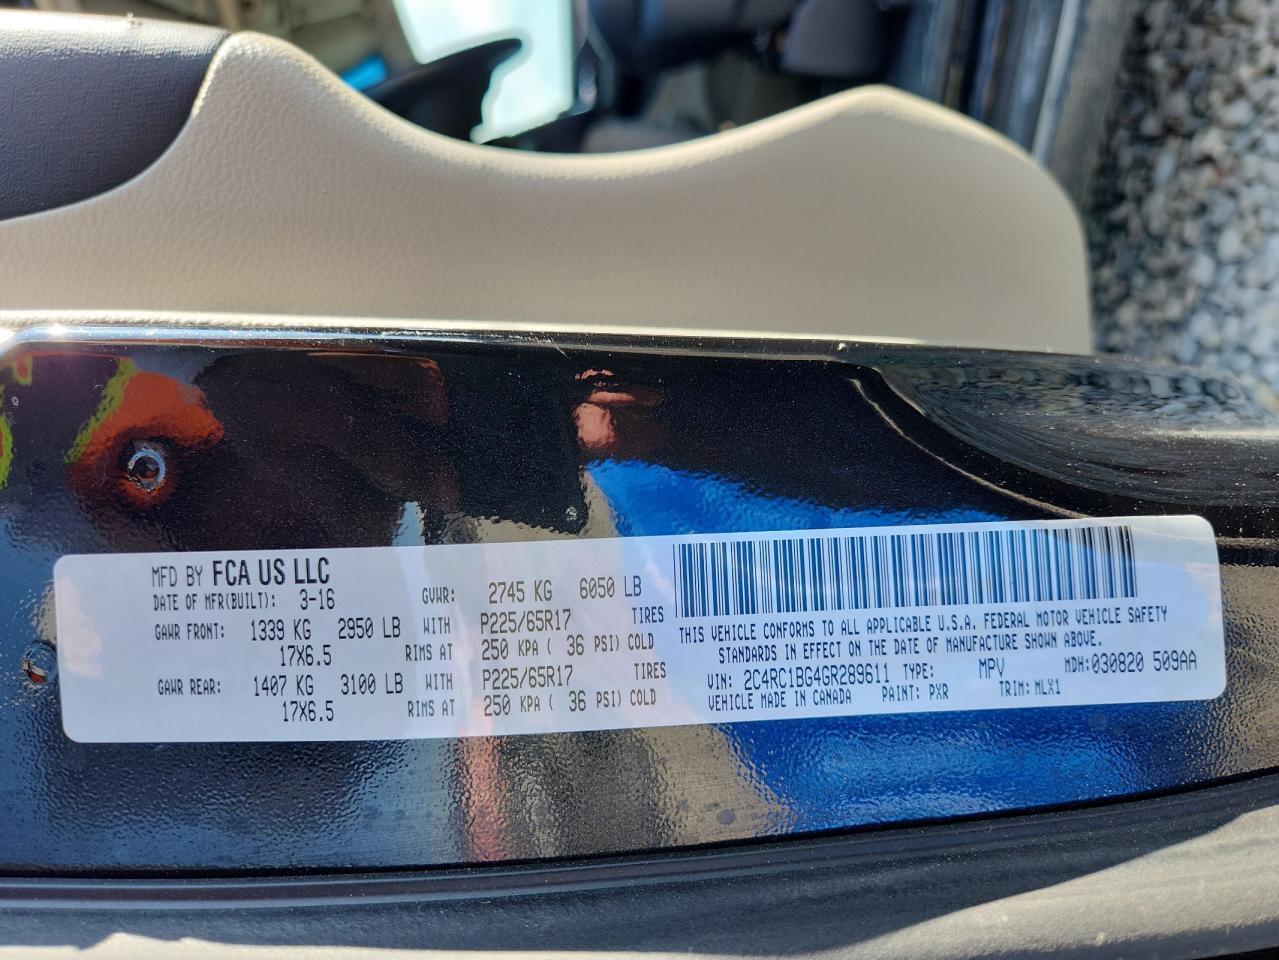 MFD BY FCA US LLC
DATE OF MFR(BUILT): 3-16 GVWR: 2745 KG 6050 LB
GAWR FRONT: 1339 KG 2950 LB WITH P225/65R17 TIRES
17X6.5 RIMS AT 250 KPA ( 36 PSI) COLD
GAWR REAR: 1407 KG 3100 LB WITH P225/65R17 TIRES
17X6.5 RIMS AT 250 KPA ( 36 PSI) COLD
THIS VEHICLE CONFORMS TO ALL APPLICABLE U.S.A. FEDERAL MOTOR VEHICLE SAFETY
STANDARDS IN EFFECT ON THE DATE OF MANUFACTURE SHOWN ABOVE.
VIN: 2C4RC1BG4GR289611 TYPE: MPV MDH:030820 509AA
VEHICLE MADE IN CANADA PAINT: PXR TRIM: MLX1